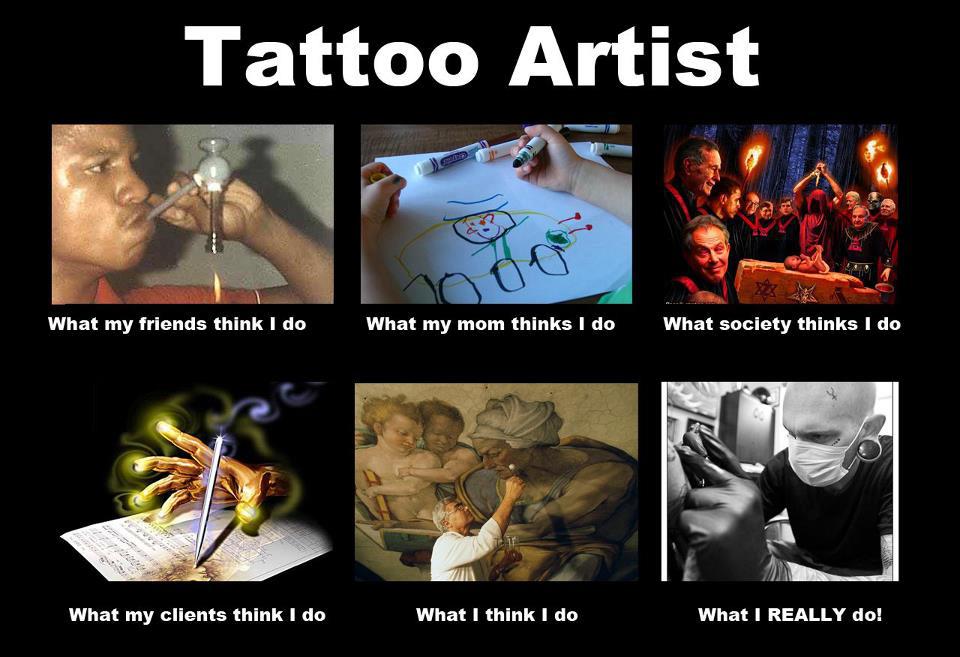 Tattoo Artist
What my friends think I do
What my mom thinks I do
What society thinks I do
What my clients think I do
What I think I do
What I REALLY do!